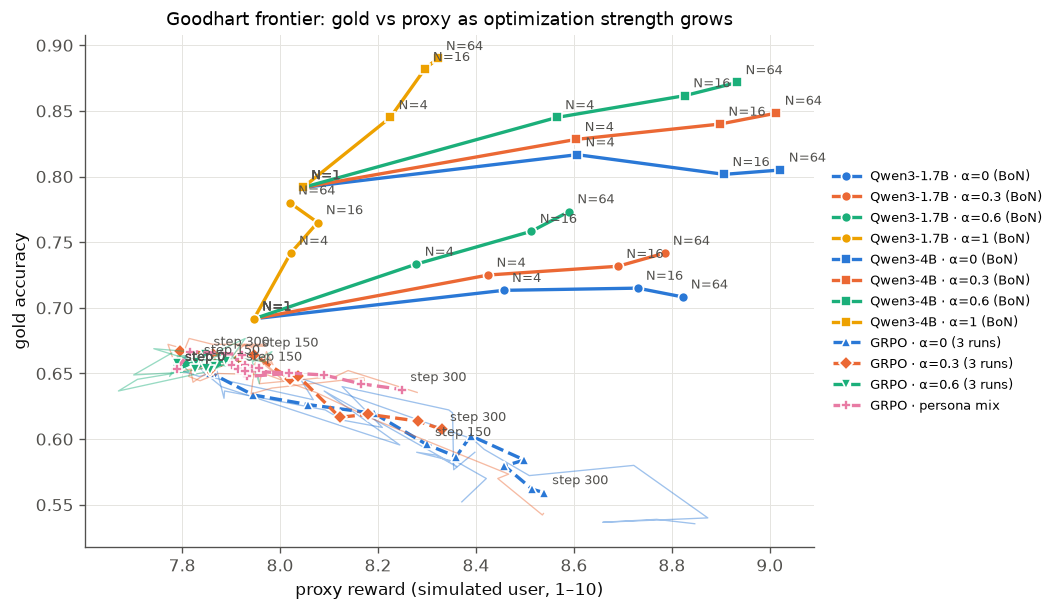 Goodhart frontier: gold vs proxy as optimization strength grows
gold accuracy
0.90
0.85
0.80
0.75
0.70
0.65
0.60
0.55
N=64
N=16
N=4
N=1
N=64
N=16
N=4
N=64
N=16
N=4
N=64
N=16
N=4
N=64
N=16
N=4
N=1
N=64
N=16
N=4
N=64
N=16
N=4
N=64
N=16
N=4
step 300
step 150
step 150
step 150
step 0
step 300
step 300
step 150
step 300
7.8
8.0
8.2
8.4
8.6
8.8
9.0
proxy reward (simulated user, 1–10)
Qwen3-1.7B · α=0 (BoN)
Qwen3-1.7B · α=0.3 (BoN)
Qwen3-1.7B · α=0.6 (BoN)
Qwen3-1.7B · α=1 (BoN)
Qwen3-4B · α=0 (BoN)
Qwen3-4B · α=0.3 (BoN)
Qwen3-4B · α=0.6 (BoN)
Qwen3-4B · α=1 (BoN)
GRPO · α=0 (3 runs)
GRPO · α=0.3 (3 runs)
GRPO · α=0.6 (3 runs)
GRPO · persona mix